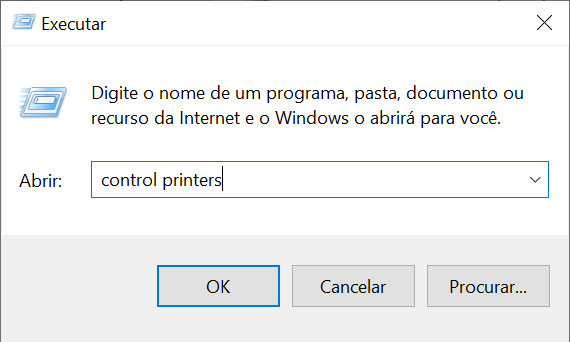 Executar
Digite o nome de um programa, pasta, documento ou
recurso da Internet e o Windows o abrirá para você.
Abrir: control printers
OK Cancelar Procurar...